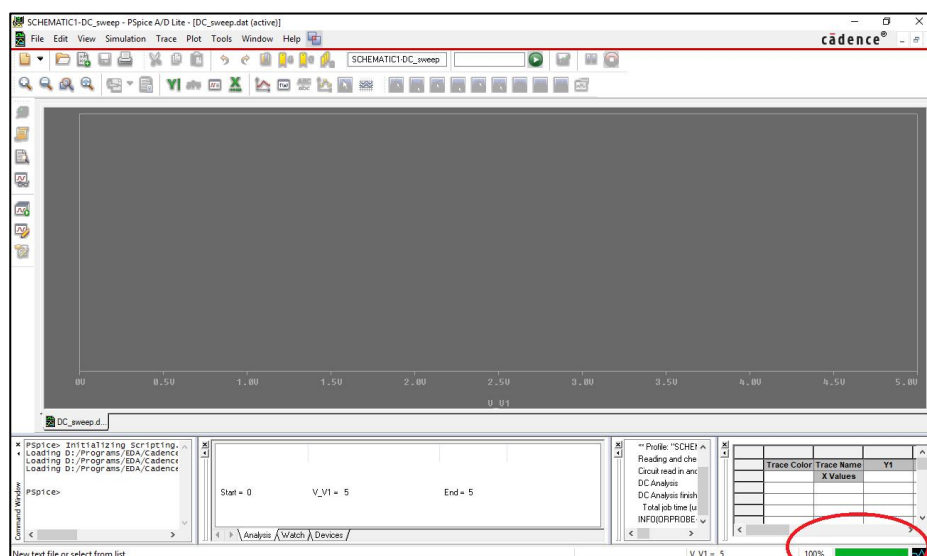 SCHEMATIC1-DC_sweep - PSpice A/D Lite - [DC_sweep.dat (active)]
File Edit View Simulation Trace Plot Tools Window Help
cādence®
SCHEMATIC1-DC_sweep
0V 0.5V 1.0V 1.5V 2.0V 2.5V 3.0V 3.5V 4.0V 4.5V 5.0V
V_V1
DC_sweep.d...
PSpice> Initializing Scripting.
Loading D:/Programs/EDA/Cadence
Loading D:/Programs/EDA/Cadence
Loading D:/Programs/EDA/Cadence
PSpice>
Command Window
Start = 0 V_V1 = 5 End = 5
Analysis Watch Devices
** Profile: "SCHEM
Reading and che
Circuit read in and
DC Analysis
DC Analysis finish
Total job time (u
INFO(ORPROBE-
Trace Color Trace Name Y1
X Values
New text file or select from list
V_V1 = 5 100%